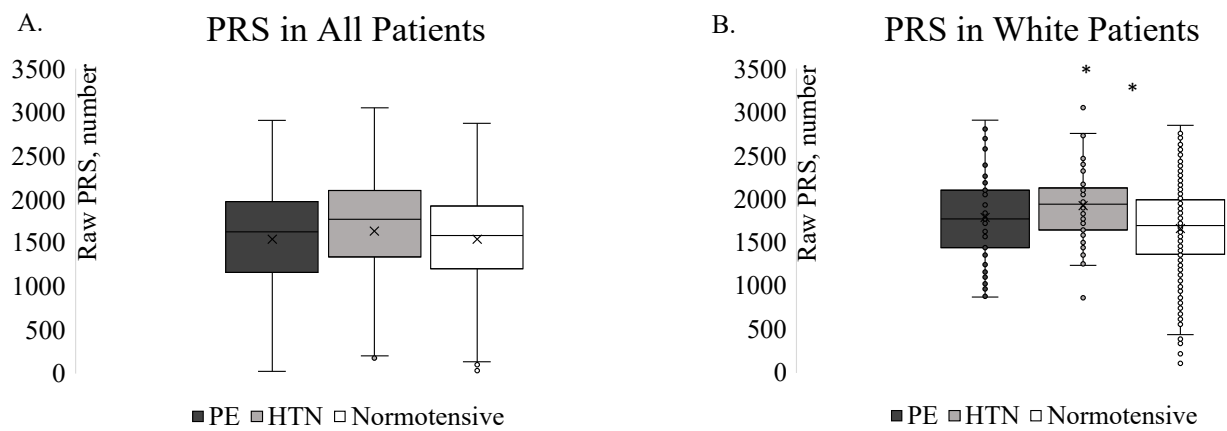 A.
PRS in All Patients
Raw PRS, number
3500
3000
2500
2000
1500
1000
500
0
PE HTN Normotensive
B.
PRS in White Patients
Raw PRS, number
3500
3000
2500
2000
1500
1000
500
0
*
*
PE HTN Normotensive